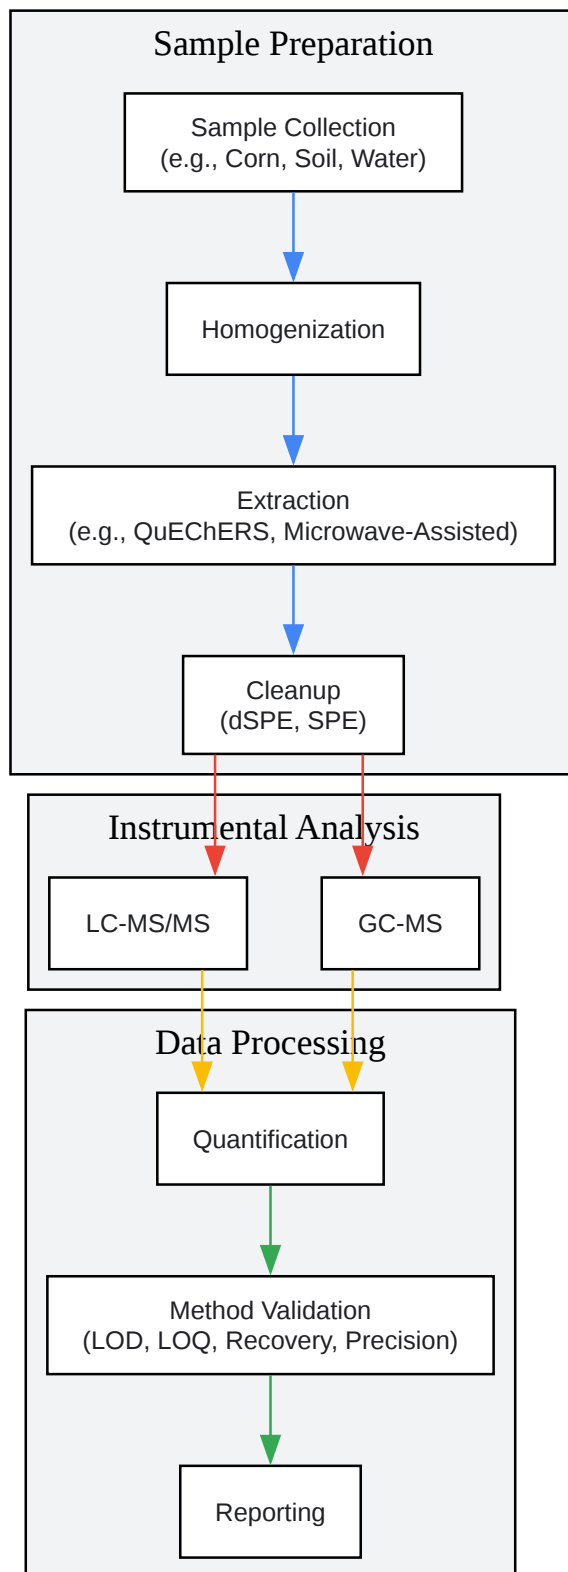 Sample Preparation
Sample Collection
(e.g., Corn, Soil, Water)
Homogenization
Extraction
(e.g., QuEChERS, Microwave-Assisted)
Cleanup
(dSPE, SPE)
Instrumental Analysis
LC-MS/MS
GC-MS
Data Processing
Quantification
Method Validation
(LOD, LOQ, Recovery, Precision)
Reporting